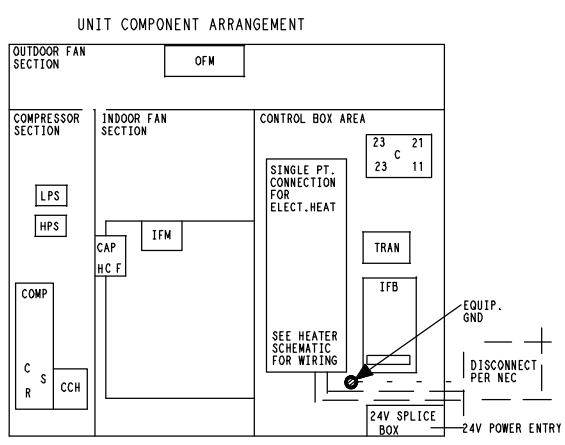 UNIT COMPONENT ARRANGEMENT
OUTDOOR FAN
SECTION
OFM
COMPRESSOR
SECTION
INDOOR FAN
SECTION
CONTROL BOX AREA
23 21
C
23 11
SINGLE PT.
CONNECTION
FOR
ELECT.HEAT
LPS
HPS
IFM
CAP
HCF
TRAN
IFB
COMP
EQUIP.
GND
SEE HEATER
SCHEMATIC
FOR WIRING
DISCONNECT
PER NEC
C
S
R
CCH
24V SPLICE
BOX
24V POWER ENTRY